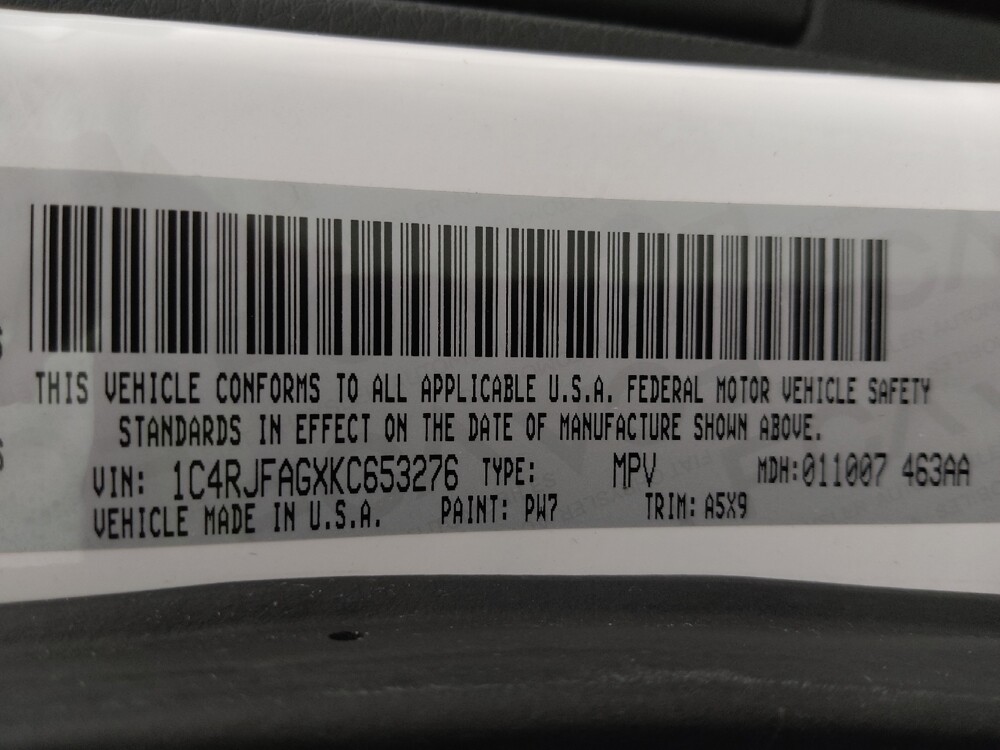 THIS VEHICLE CONFORMS TO ALL APPLICABLE U.S.A. FEDERAL MOTOR VEHICLE SAFETY
STANDARDS IN EFFECT ON THE DATE OF MANUFACTURE SHOWN ABOVE.
VIN: 1C4RJFAGXKC653276 TYPE: MPV MDH:011007 463AA
VEHICLE MADE IN U.S.A. PAINT: PW7 TRIM: A5X9